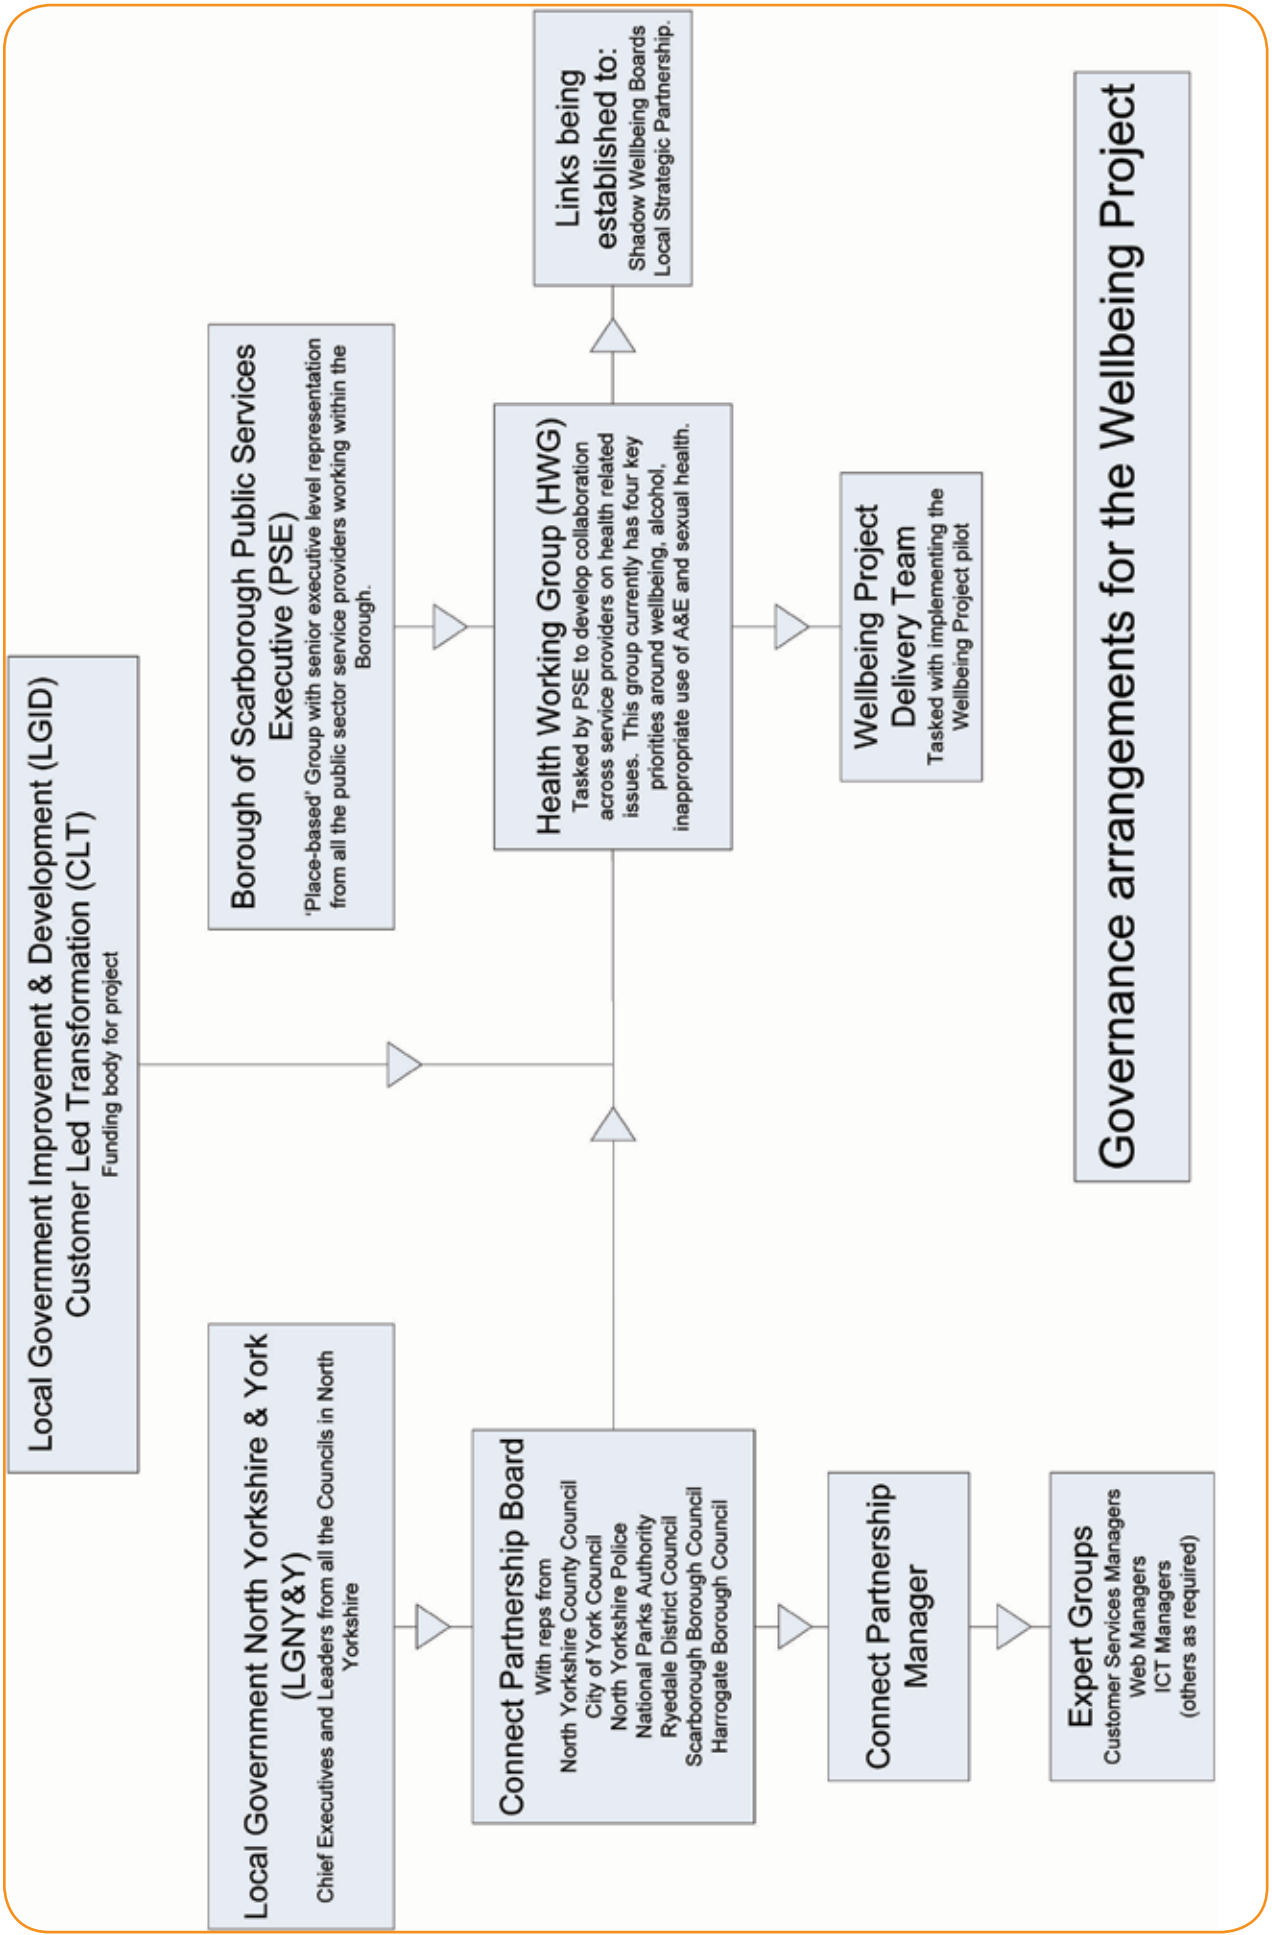 Local Government Improvement & Development (LGID)
Customer Led Transformation (CLT)
Funding body for project
Local Government North Yorkshire & York
(LGNY&Y)
Chief Executives and Leaders from all the Councils in North
Yorkshire
Borough of Scarborough Public Services
Executive (PSE)
'Place-based' Group with senior executive level representation
from all the public sector service providers working within the
Borough.
Connect Partnership Board
With reps from
North Yorkshire County Council
City of York Council
North Yorkshire Police
National Parks Authority
Ryedale District Council
Scarborough Borough Council
Harrogate Borough Council
Health Working Group (HWG)
Tasked by PSE to develop collaboration
across service providers on health related
issues. This group currently has four key
priorities around wellbeing, alcohol,
inappropriate use of A&E and sexual health.
Links being
established to:
Shadow Wellbeing Boards
Local Strategic Partnership.
Connect Partnership
Manager
Wellbeing Project
Delivery Team
Tasked with implementing the
Wellbeing Project pilot
Expert Groups
Customer Services Managers
Web Managers
ICT Managers
(others as required)
Governance arrangements for the Wellbeing Project